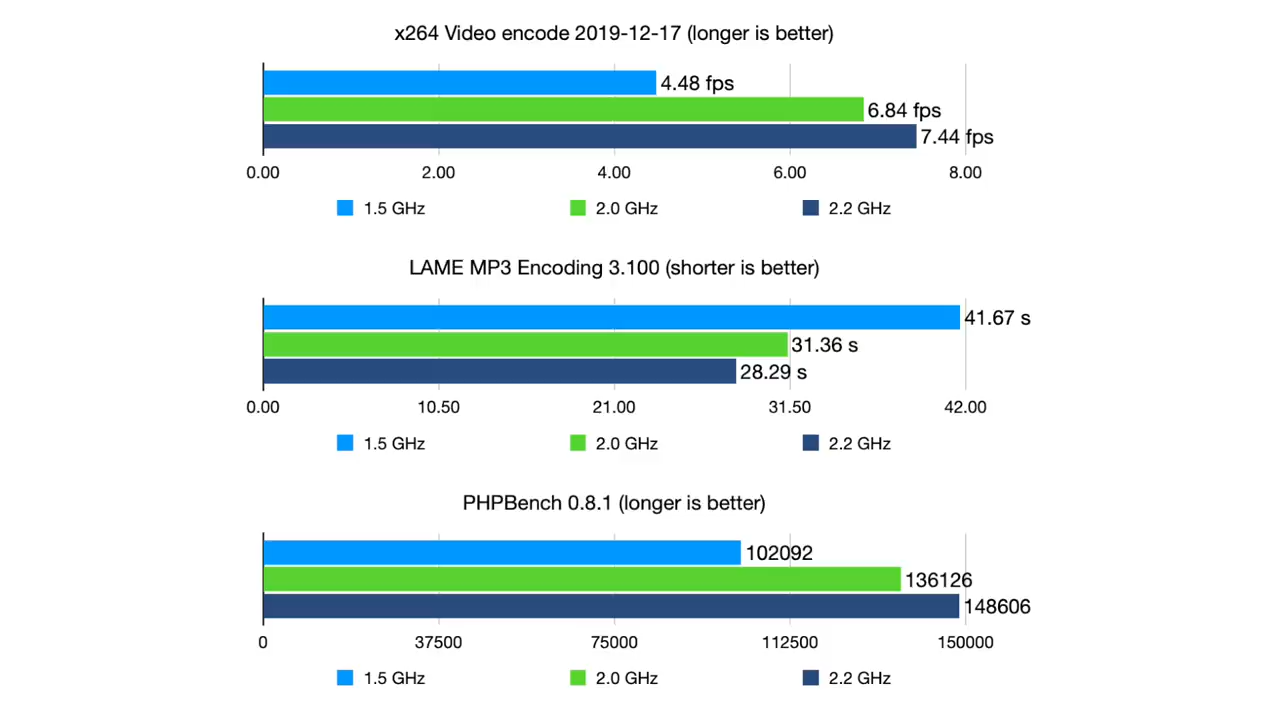 x264 Video encode 2019-12-17 (longer is better)
4.48 fps
6.84 fps
7.44 fps
0.00 2.00 4.00 6.00 8.00
1.5 GHz 2.0 GHz 2.2 GHz
LAME MP3 Encoding 3.100 (shorter is better)
41.67 s
31.36 s
28.29 s
0.00 10.50 21.00 31.50 42.00
1.5 GHz 2.0 GHz 2.2 GHz
PHPBench 0.8.1 (longer is better)
102092
136126
148606
0 37500 75000 112500 150000
1.5 GHz 2.0 GHz 2.2 GHz